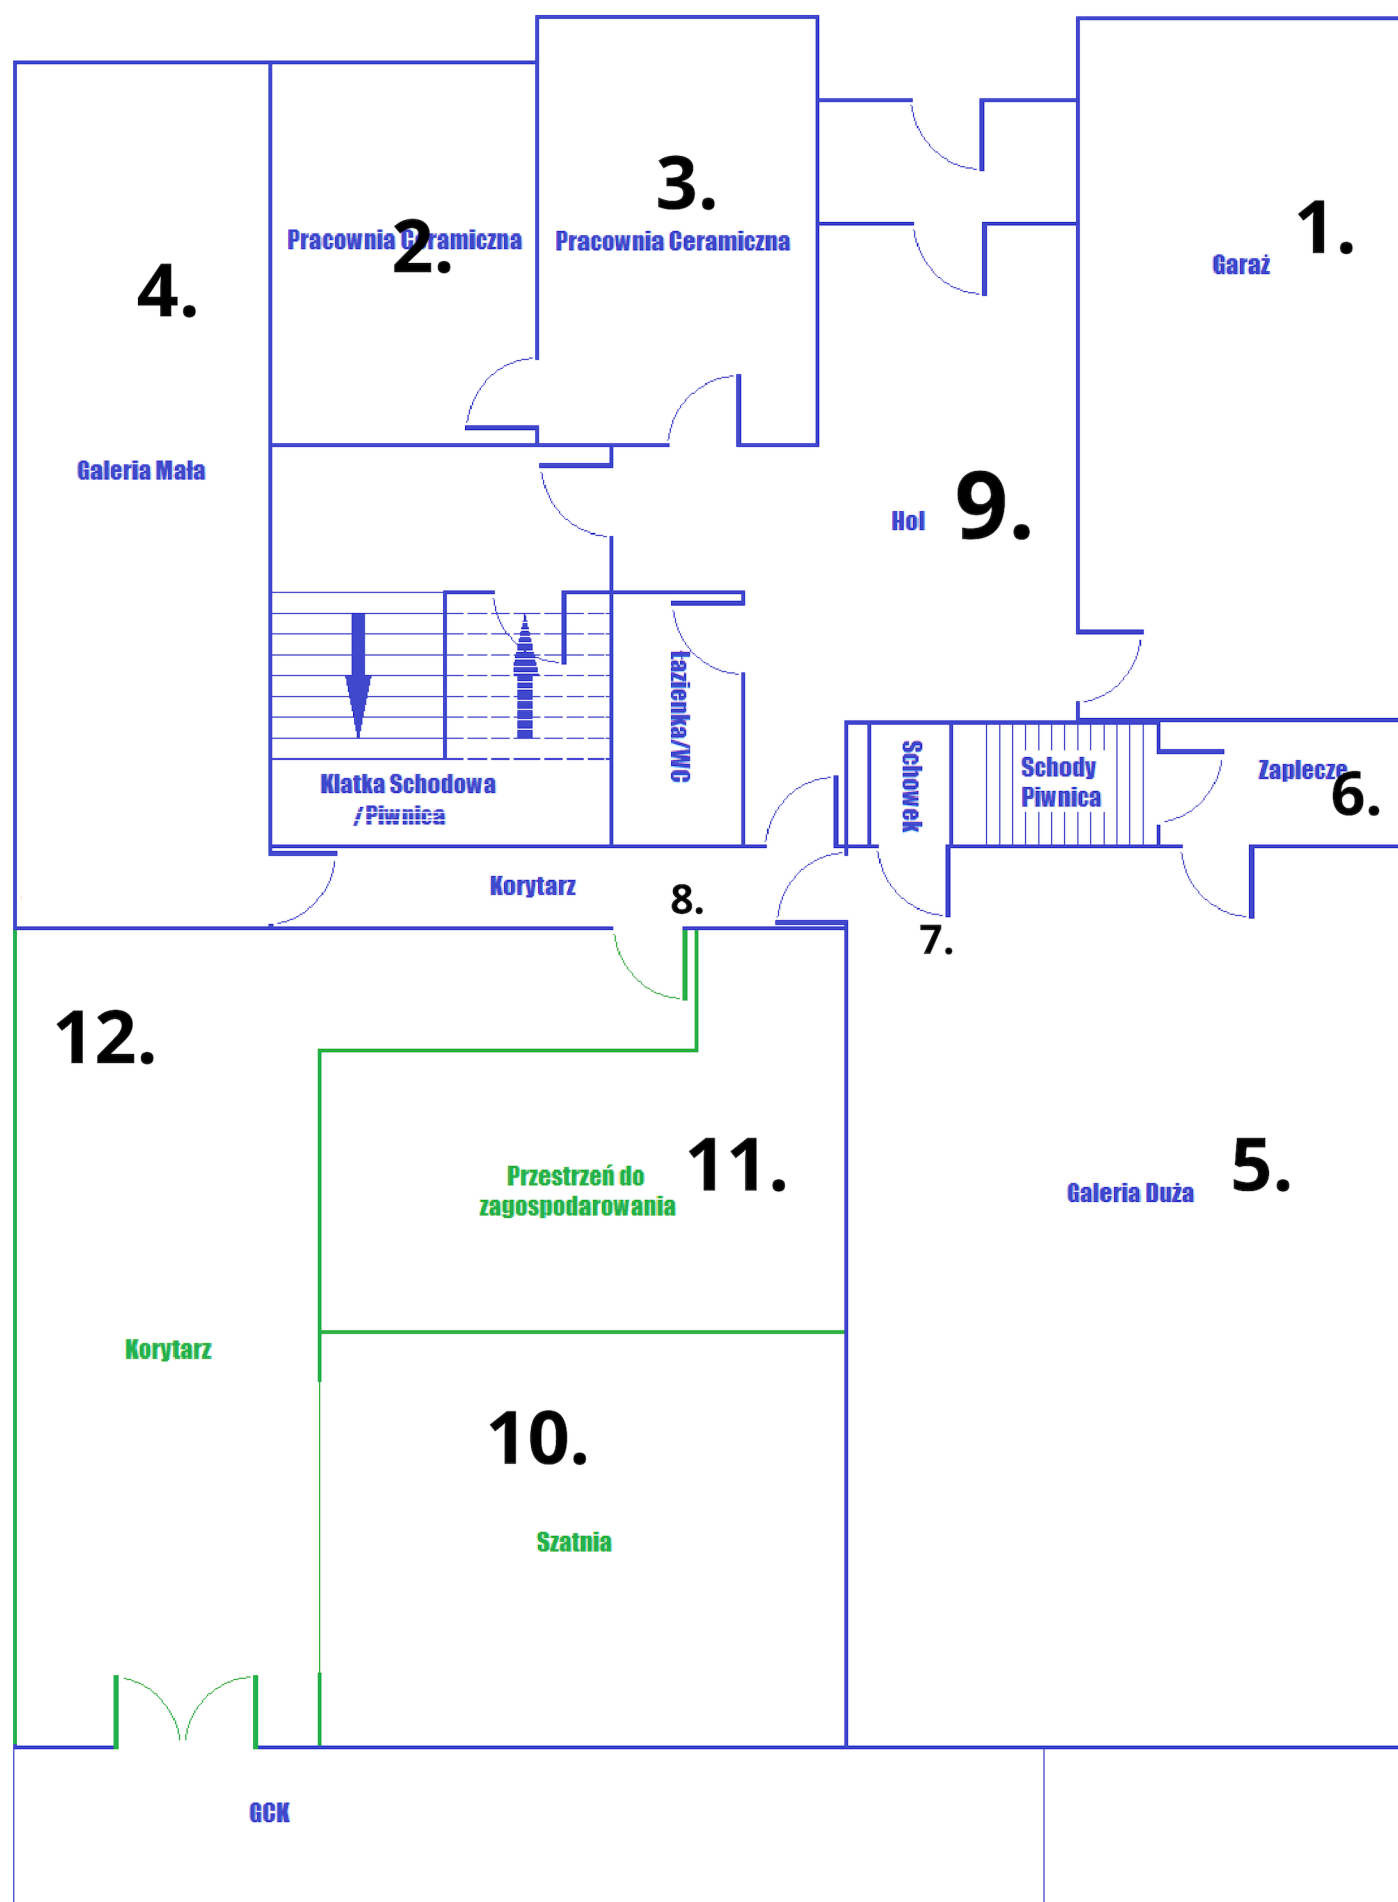 3.
1.
2.
Pracownia Ceramiczna
Pracownia Ceramiczna
Garaż
4.
Galeria Mała
Hol
9.
Łazienka/WC
Schowek
Schody
Piwnica
Zaplecze
6.
Klatka Schodowa
/Piwnica
Korytarz
8.
7.
12.
11.
Przestrzeń do
zagospodarowania
5.
Galeria Duża
Korytarz
10.
Szatnia
GCK